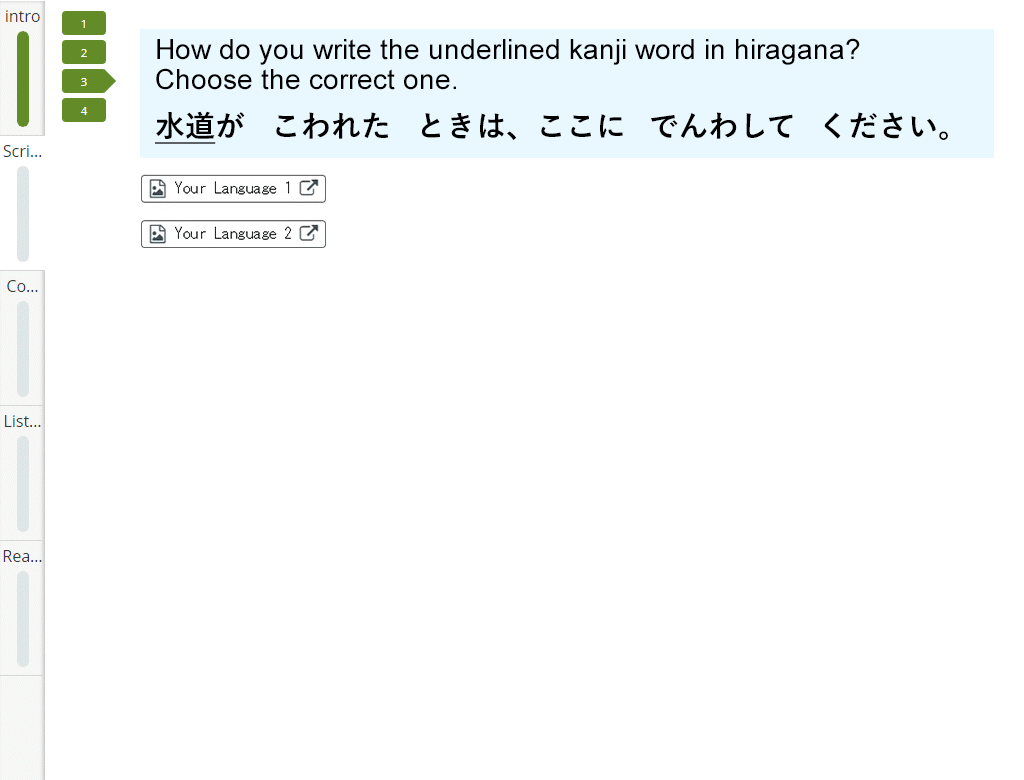 intro
Scri...
Co...
List...
Rea...
1
2
3
4
How do you write the underlined kanji word in hiragana?
Choose the correct one.
水道が　こわれた　ときは、ここに　でんわして　ください。
Your Language 1
Your Language 2